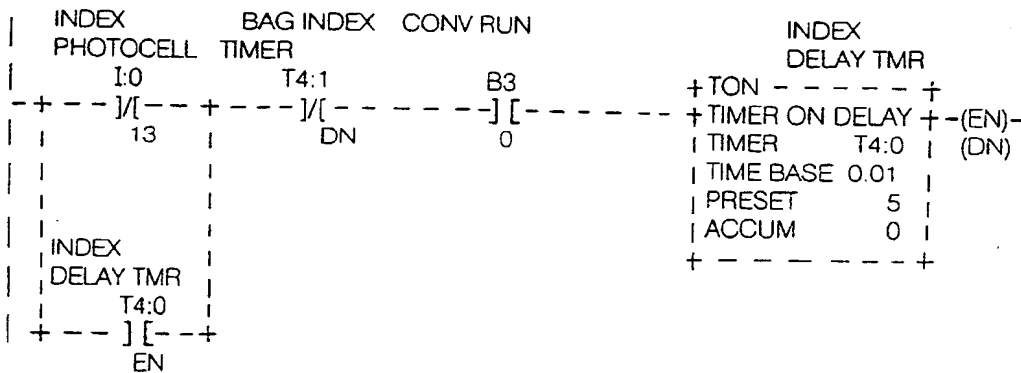 INDEX BAG INDEX CONV RUN INDEX
PHOTOCELL TIMER DELAY TMR
I:0 T4:1 B3 TON
]/[ ]/[ ] [ TIMER ON DELAY (EN)
13 DN 0 TIMER T4:0 (DN)
TIME BASE 0.01
PRESET 5
ACCUM 0
INDEX
DELAY TMR
T4:0
] [
EN